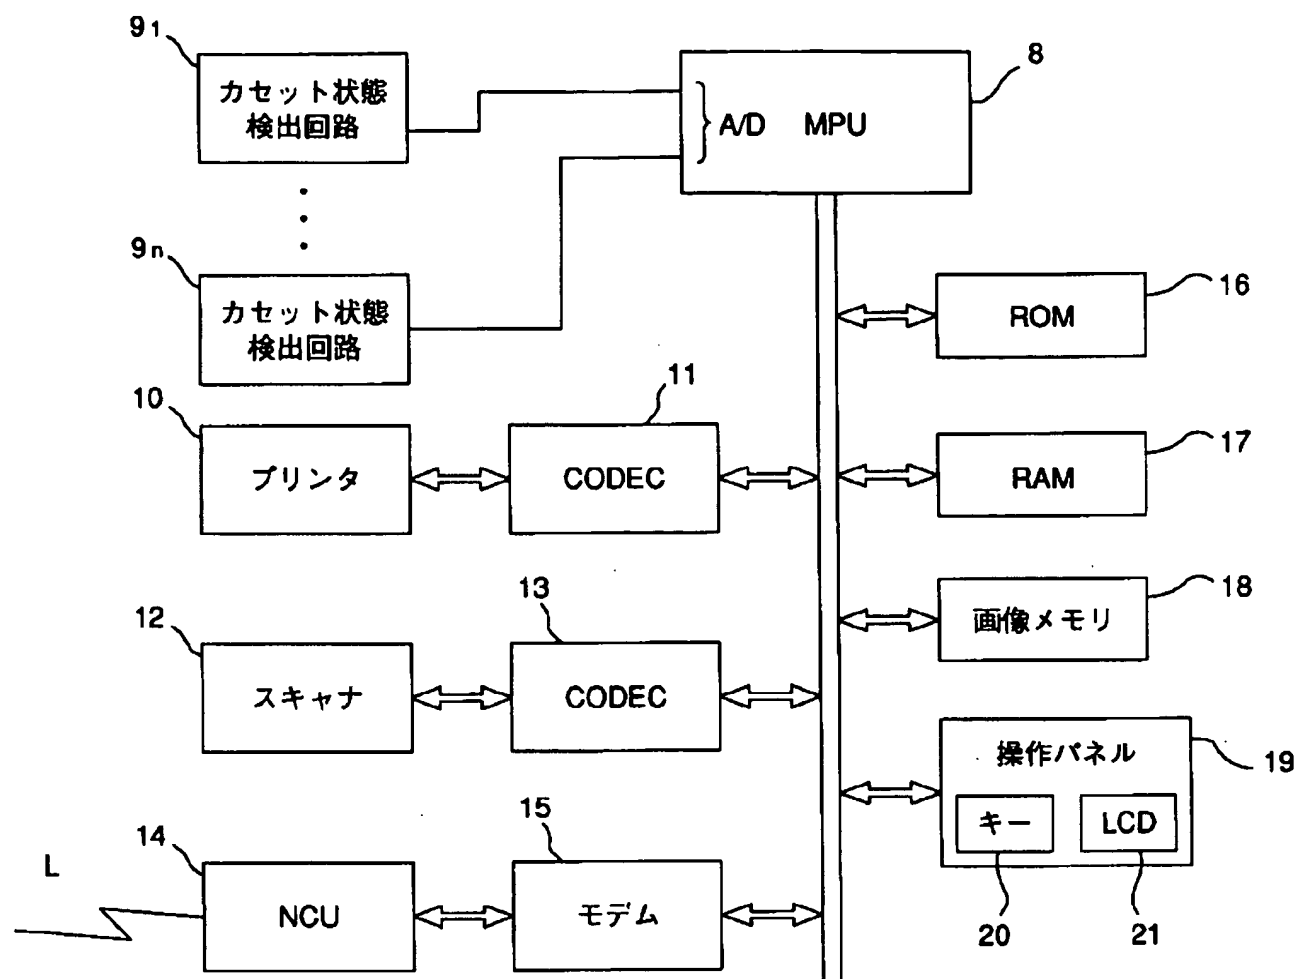 91
カセット状態
検出回路
8
A/D MPU
9n
カセット状態
検出回路
16
ROM
10
プリンタ
11
CODEC
17
RAM
12
スキャナ
13
CODEC
18
画像メモリ
操作パネル
19
キー
LCD
20
21
L
14
NCU
15
モデム